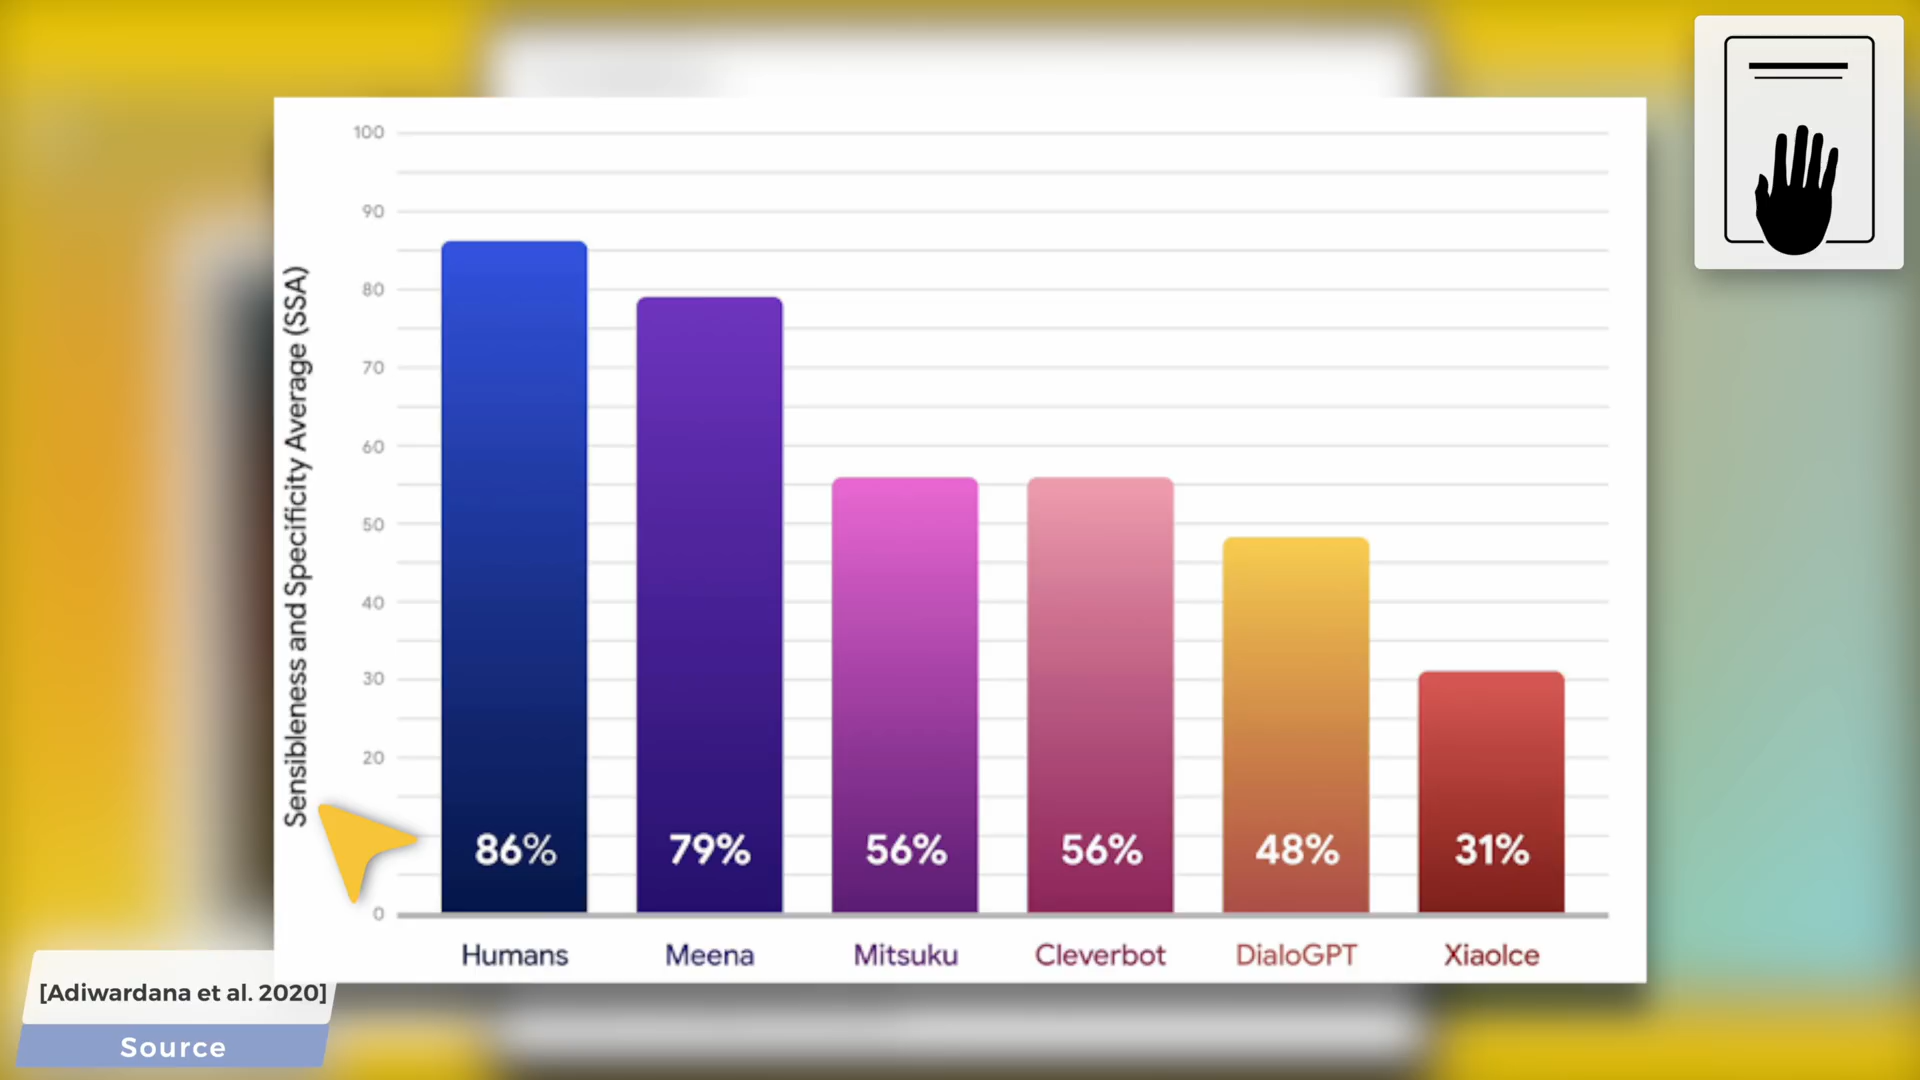 Sensibleness and Specificity Average (SSA)
100
90
80
70
60
50
40
30
20
0
86%
79%
56%
56%
48%
31%
Humans
Meena
Mitsuku
Cleverbot
DialoGPT
XiaoIce
[Adiwardana et al. 2020]
Source